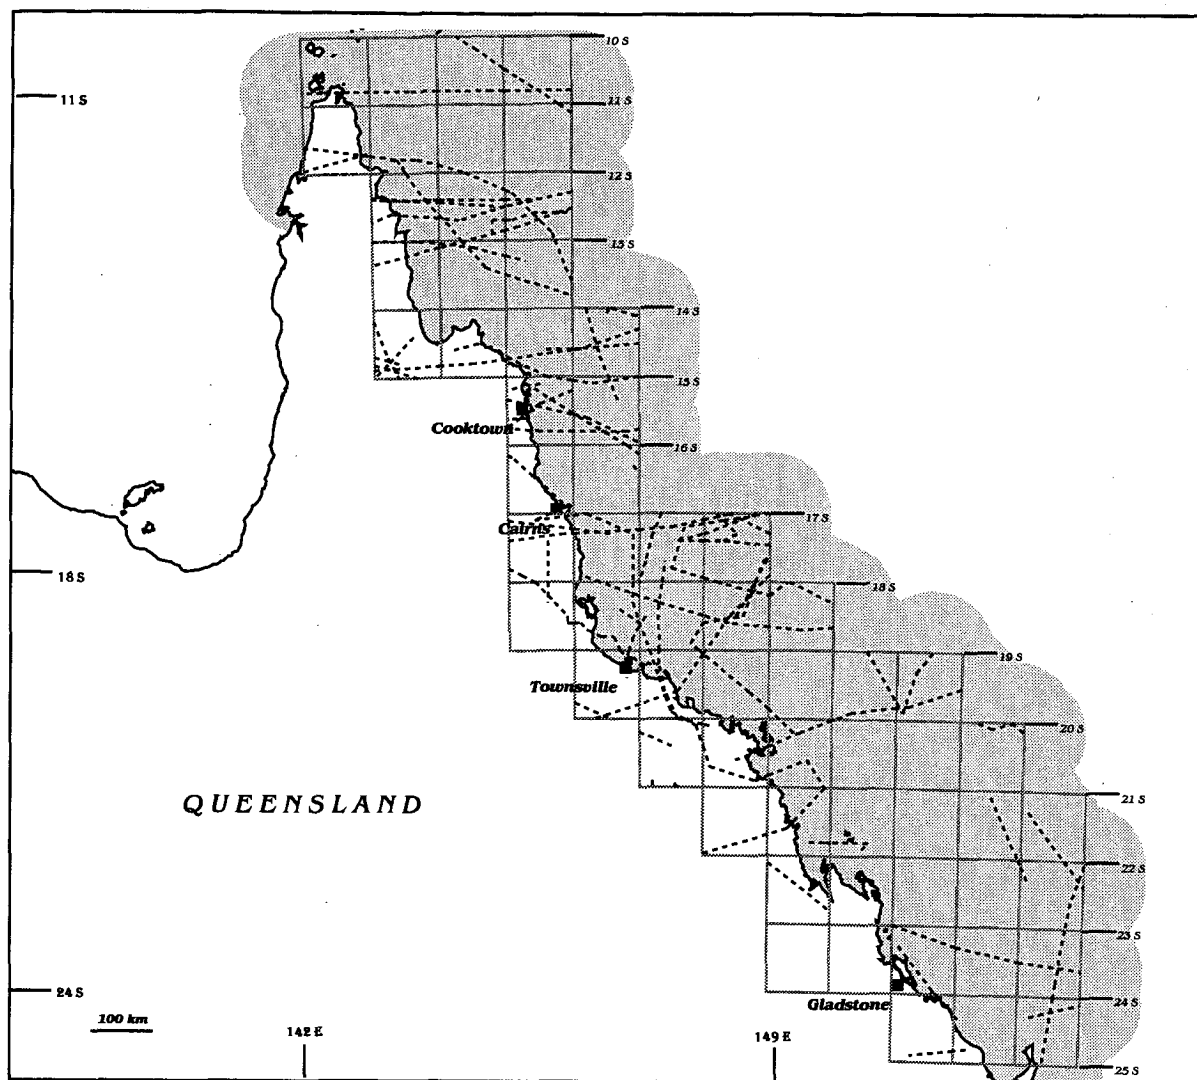 10 S
11 S
11 S
12 S
13 S
14 S
15 S
Cooktown
16 S
17 S
Cairns
18 S
18 S
19 S
Townsville
20 S
QUEENSLAND
21 S
22 S
23 S
24 S
24 S
Gladstone
100 km
142 E
149 E
25 S